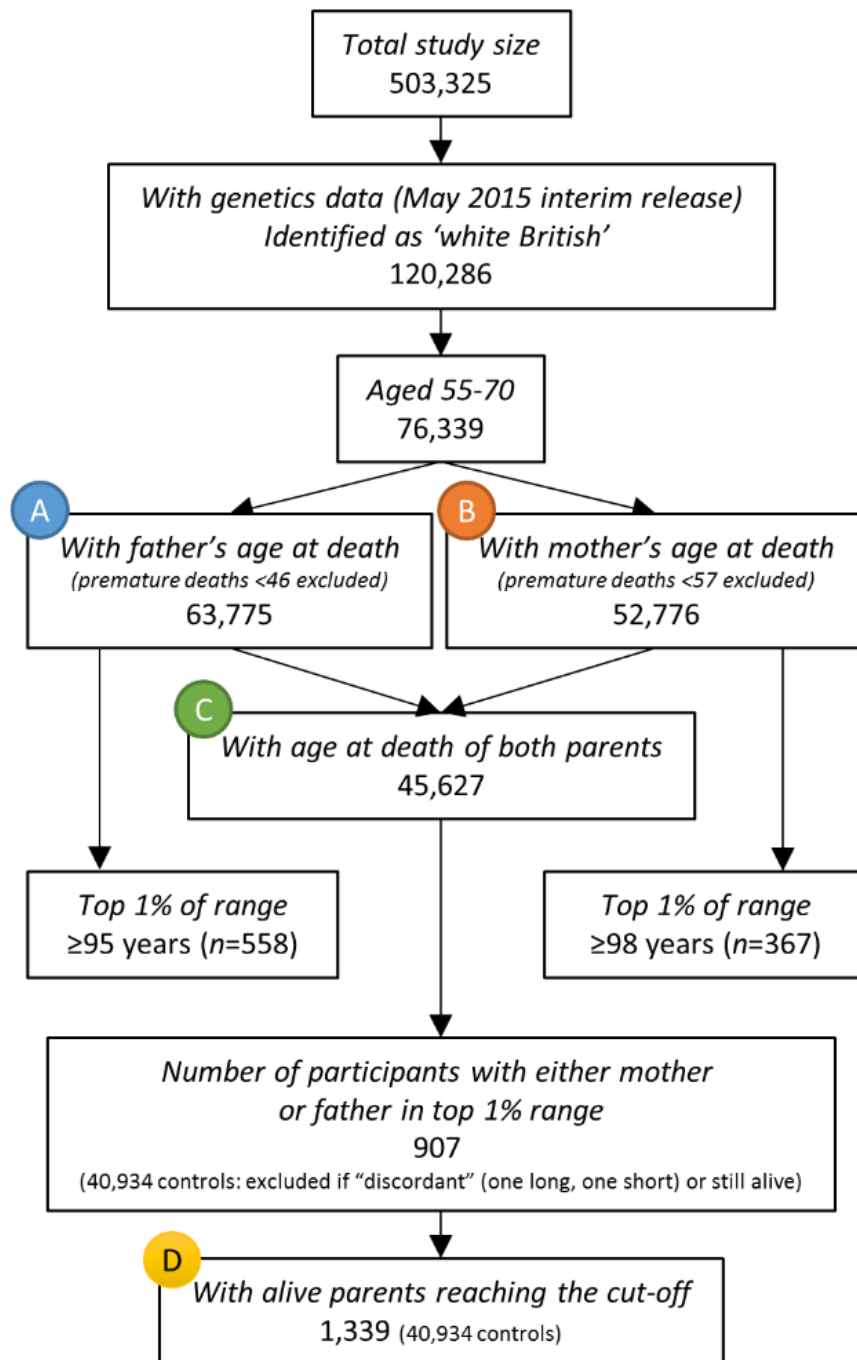 Total study size
503,325
With genetics data (May 2015 interim release)
Identified as ‘white British’
120,286
Aged 55-70
76,339
A
With father’s age at death
(premature deaths <46 excluded)
63,775
B
With mother’s age at death
(premature deaths <57 excluded)
52,776
C
With age at death of both parents
45,627
Top 1% of range
≥95 years (n=558)
Top 1% of range
≥98 years (n=367)
Number of participants with either mother
or father in top 1% range
907
(40,934 controls: excluded if “discordant” (one long, one short) or still alive)
D
With alive parents reaching the cut-off
1,339 (40,934 controls)